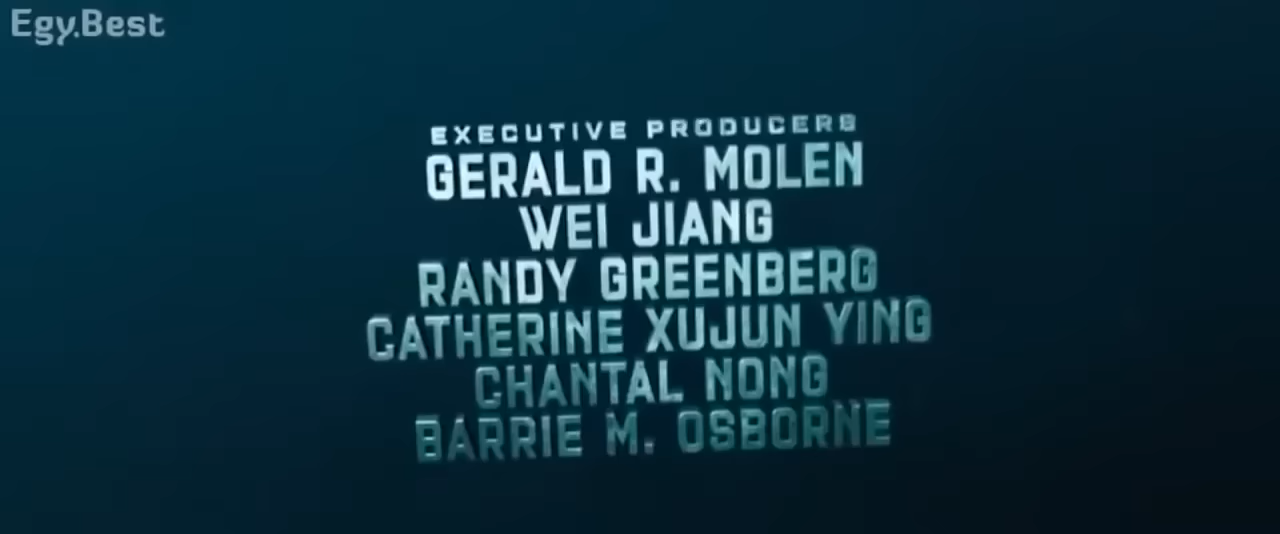 Egy.Best
EXECUTIVE PRODUCERS
GERALD R. MOLEN
WEI JIANG
RANDY GREENBERG
CATHERINE XUJUN YING
CHANTAL NONG
BARRIE M. OSBORNE